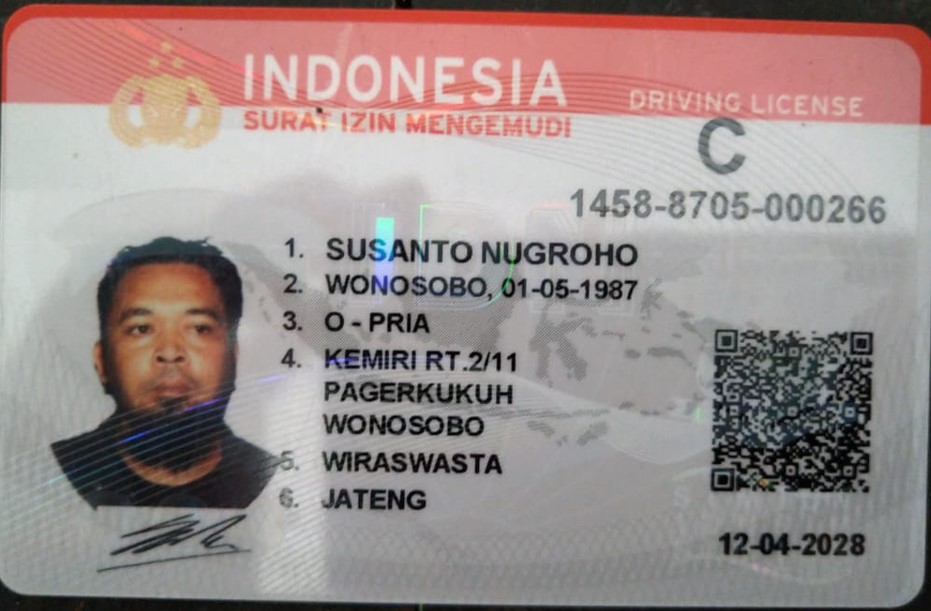 INDONESIA
SURAT IZIN MENGEMUDI
DRIVING LICENSE
C
1458-8705-000266
1. SUSANTO NUGROHO
2. WONOSOBO, 01-05-1987
3. O - PRIA
4. KEMIRI RT.2/11
PAGERKUKUH
WONOSOBO
5. WIRASWASTA
6. JATENG
12-04-2028